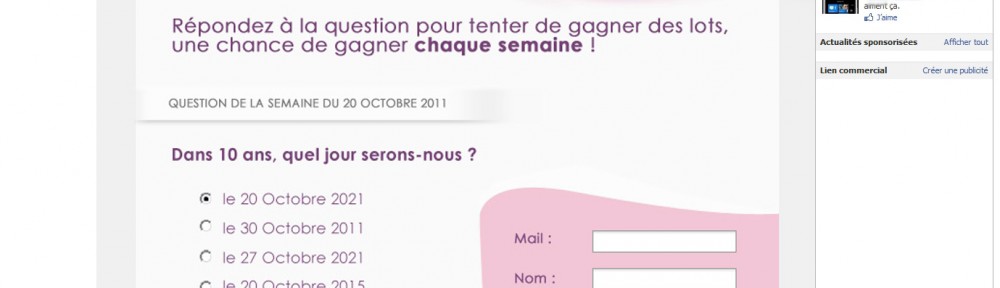 aiment ça.
J'aime
Répondez à la question pour tenter de gagner des lots,
une chance de gagner chaque semaine !
Actualités sponsorisées Afficher tout
Lien commercial Créer une publicité
QUESTION DE LA SEMAINE DU 20 OCTOBRE 2011
Dans 10 ans, quel jour serons-nous ?
le 20 Octobre 2021
le 30 Octobre 2011
le 27 Octobre 2021
le 20 Octobre 2015
Mail :
Nom :